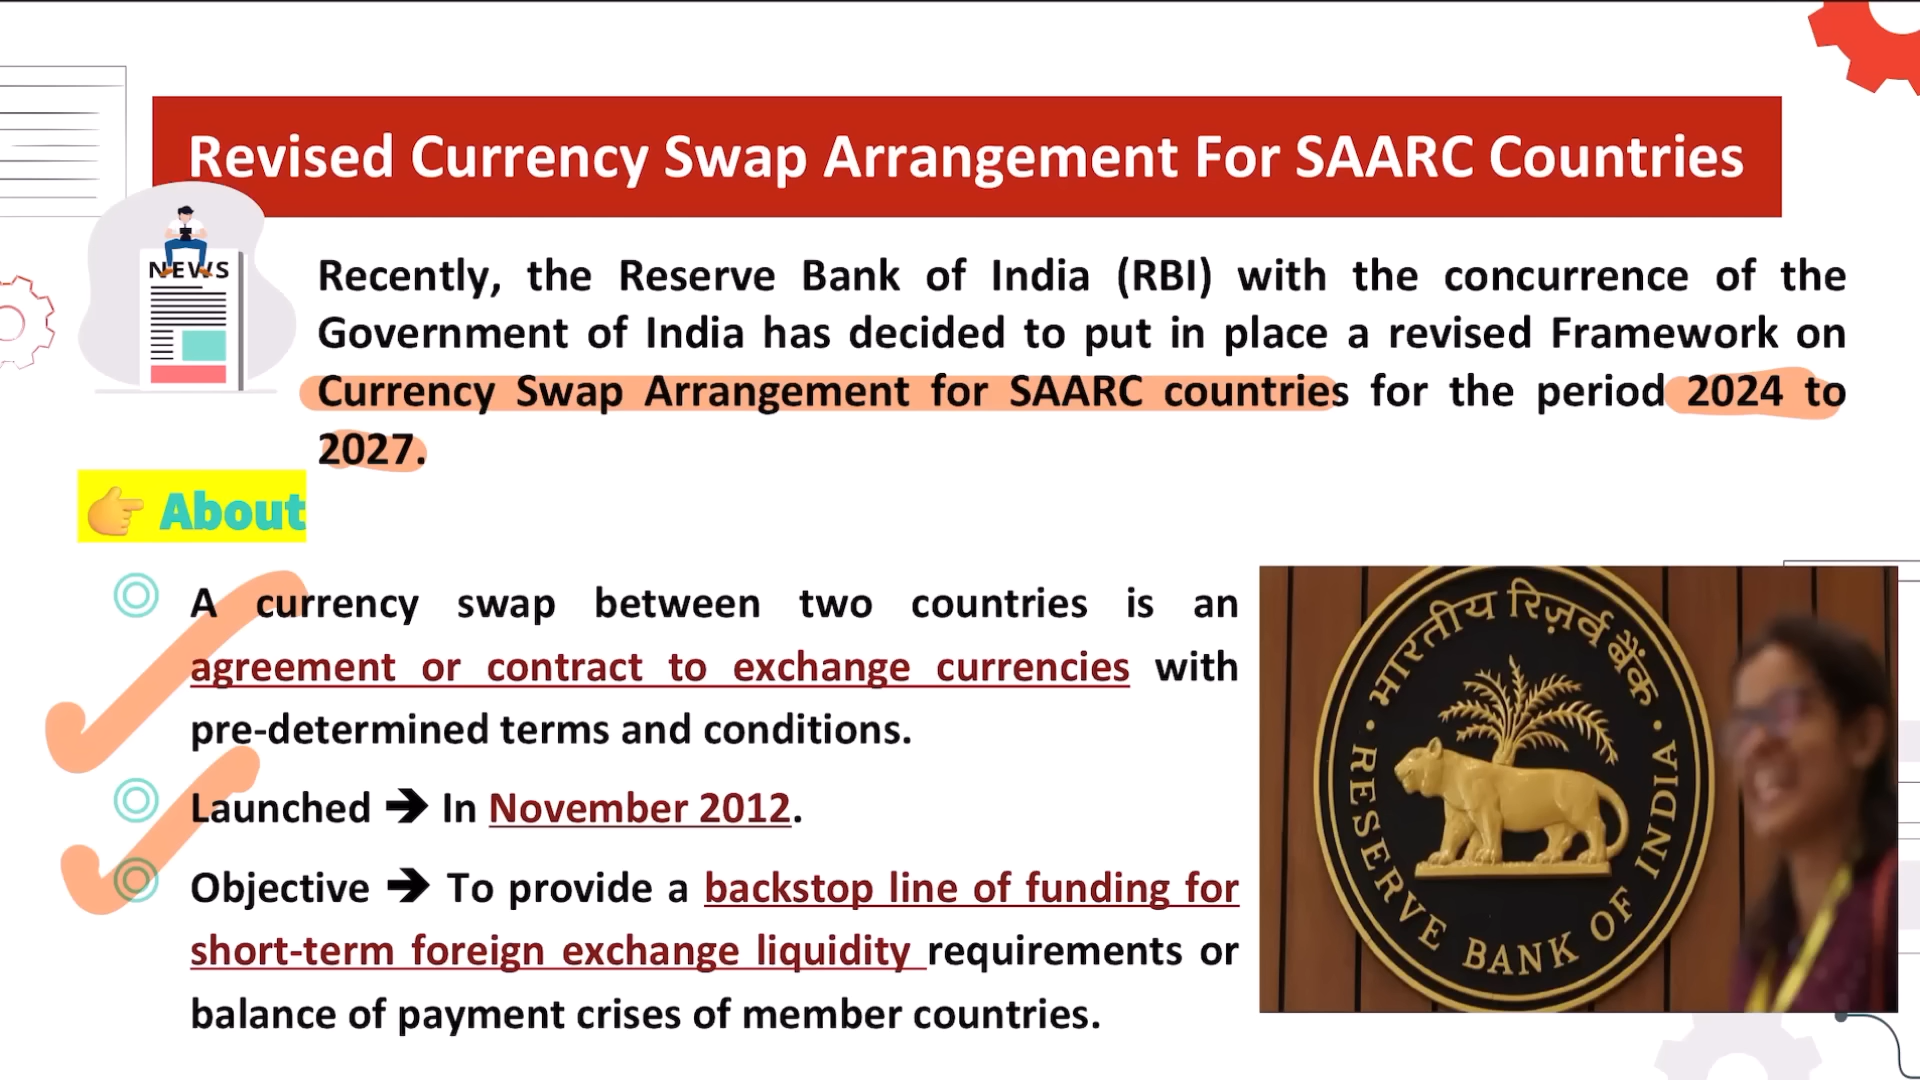 Revised Currency Swap Arrangement For SAARC Countries
NEWS
Recently, the Reserve Bank of India (RBI) with the concurrence of the
Government of India has decided to put in place a revised Framework on
Currency Swap Arrangement for SAARC countries for the period 2024 to
2027.
👉 About
A currency swap between two countries is an
agreement or contract to exchange currencies with
pre-determined terms and conditions.
Launched → In November 2012.
Objective → To provide a backstop line of funding for
short-term foreign exchange liquidity requirements or
balance of payment crises of member countries.
भारतीय रिज़र्व बैंक
RESERVE BANK OF INDIA